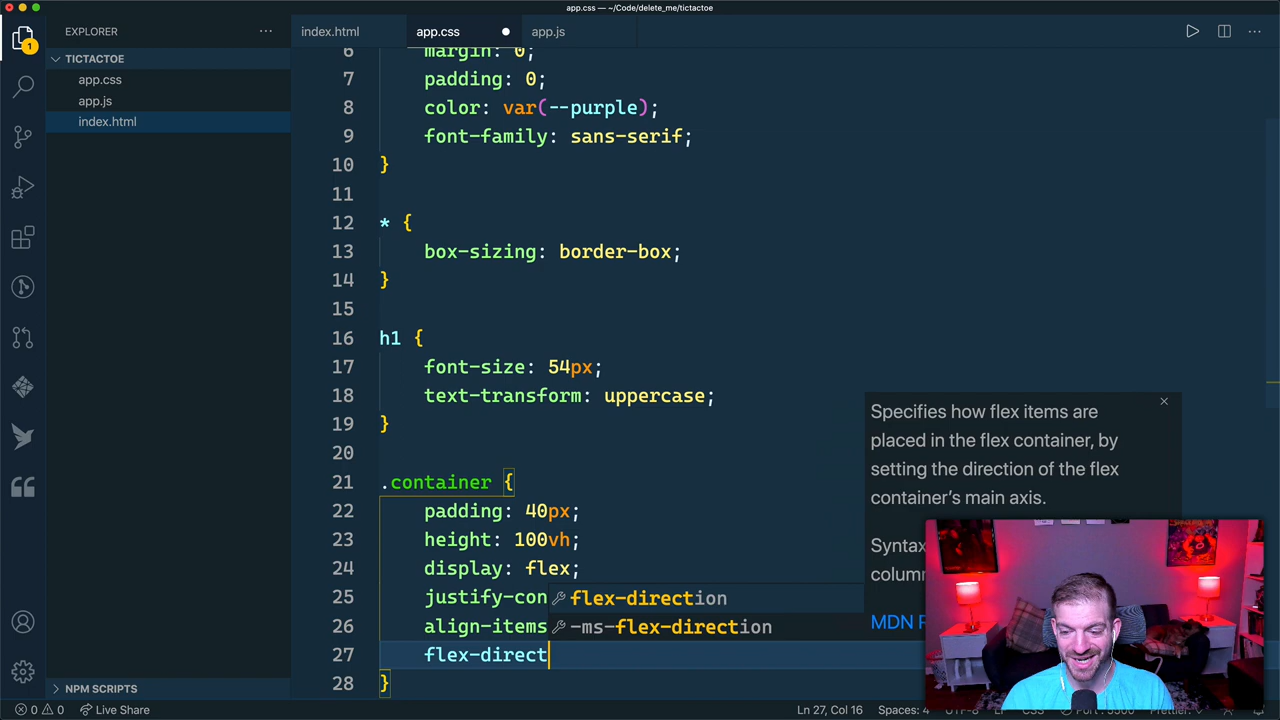 app.css — ~/Code/delete_me/tictactoe
EXPLORER
index.html
app.css
app.js
TICTACTOE
app.css
app.js
index.html
1
6 margin: 0;
7 padding: 0;
8 color: var(--purple);
9 font-family: sans-serif;
10 }
11
12 * {
13 box-sizing: border-box;
14 }
15
16 h1 {
17 font-size: 54px;
18 text-transform: uppercase;
19 }
20
21 .container {
22 padding: 40px;
23 height: 100vh;
24 display: flex;
25 justify-con
26 align-items
27 flex-direct
28 }
flex-direction
-ms-flex-direction
Specifies how flex items are
placed in the flex container, by
setting the direction of the flex
container’s main axis.
Syntax
MDN
NPM SCRIPTS
0 0 Live Share
Ln 27, Col 16 Spaces: 4